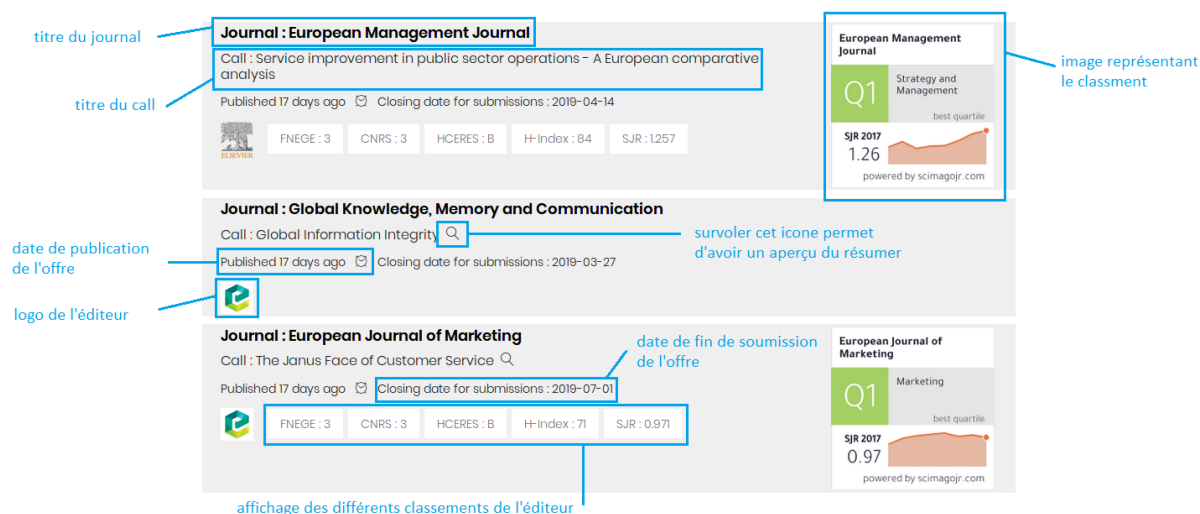 titre du journal
Journal : European Management Journal
Call : Service improvement in public sector operations - A European comparative
analysis
titre du call
Published 17 days ago Closing date for submissions : 2019-04-14
ELSEVIER
FNEGE : 3 CNRS : 3 HCERES : B H-Index : 84 SJR : 1.257
European Management
Journal
Q1
Strategy and
Management
best quartile
SJR 2017
1.26
powered by scimagojr.com
image représentant
le classment
Journal : Global Knowledge, Memory and Communication
Call : Global Information Integrity
survoler cet icone permet
d'avoir un aperçu du résumer
date de publication
de l'offre
Published 17 days ago Closing date for submissions : 2019-03-27
logo de l'éditeur
Journal : European Journal of Marketing
Call : The Janus Face of Customer Service
date de fin de soumission
de l'offre
Published 17 days ago Closing date for submissions : 2019-07-01
FNEGE : 3 CNRS : 3 HCERES : B H-Index : 71 SJR : 0.971
European Journal of
Marketing
Q1
Marketing
best quartile
SJR 2017
0.97
powered by scimagojr.com
affichage des différents classements de l'éditeur